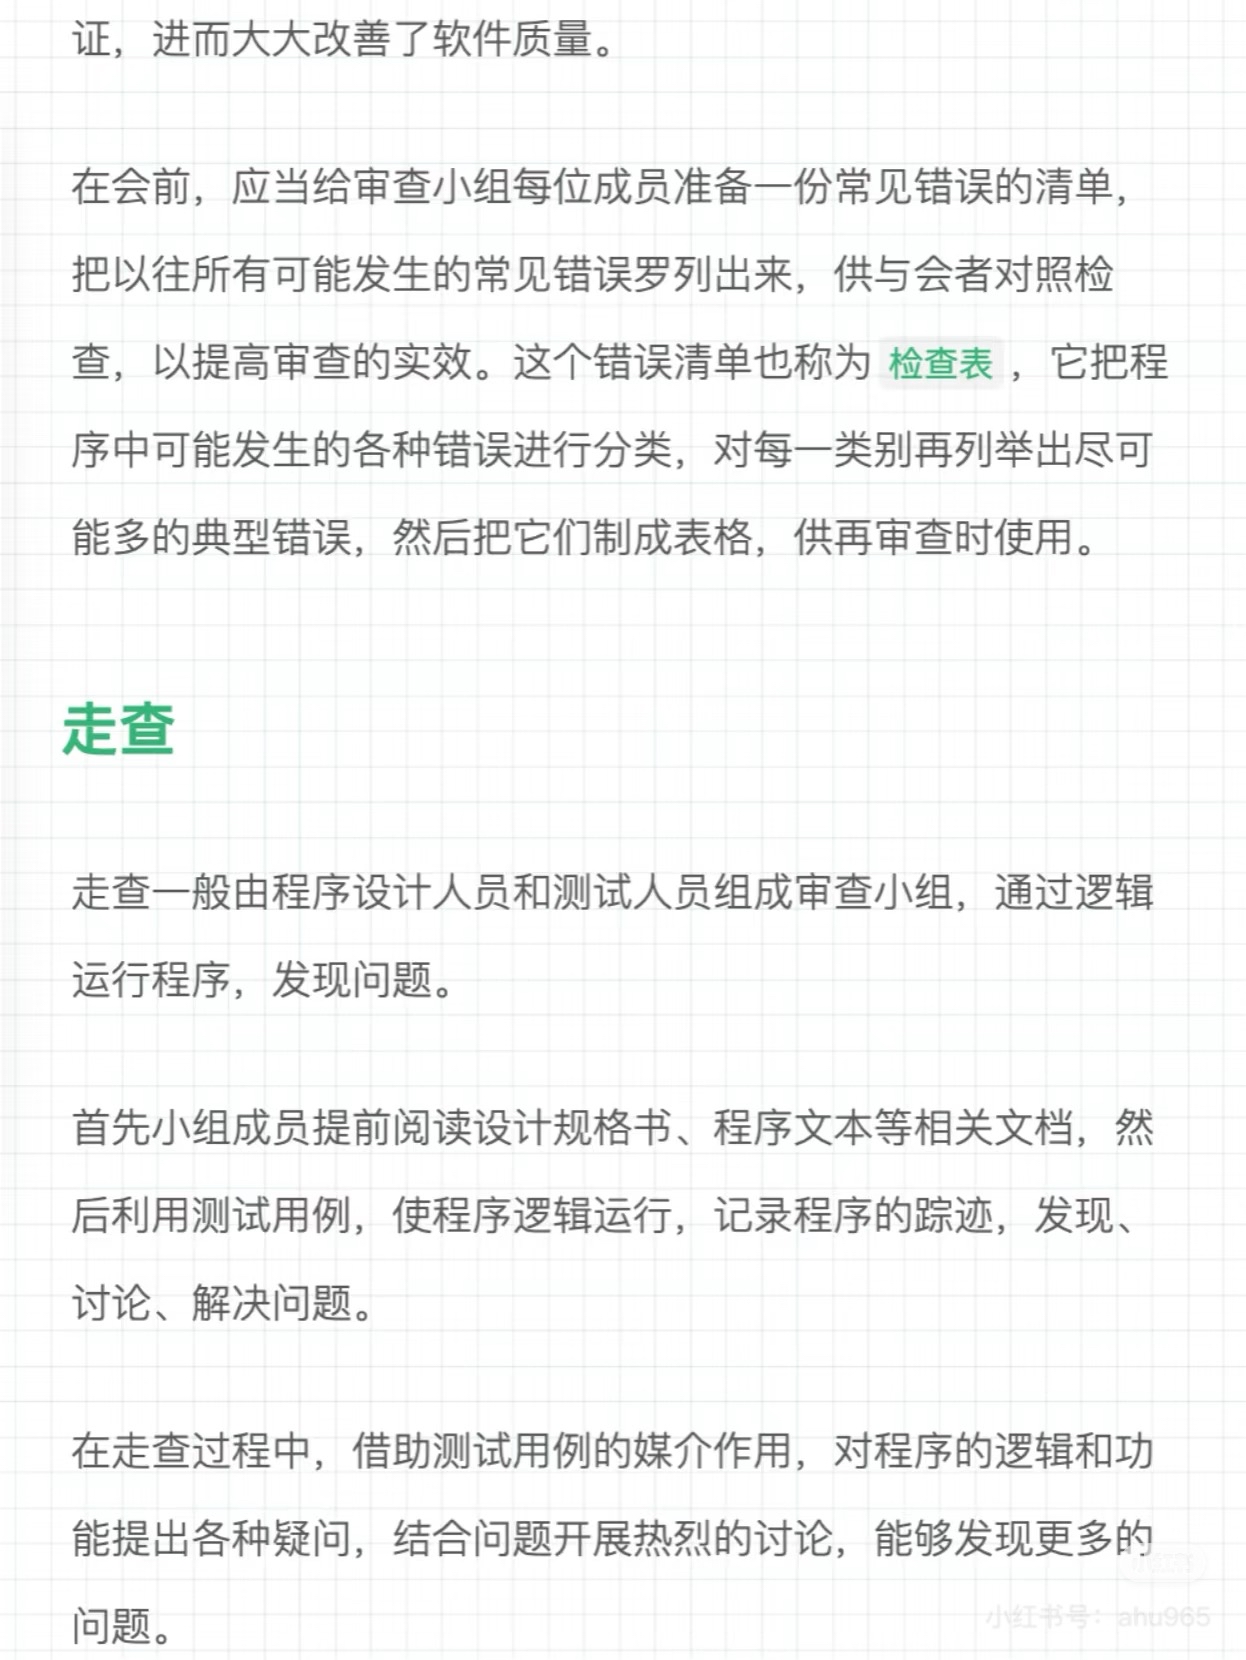 证，进而大大改善了软件质量。
在会前，应当给审查小组每位成员准备一份常见错误的清单，
把以往所有可能发生的常见错误罗列出来，供与会者对照检
查，以提高审查的实效。这个错误清单也称为 检查表 ，它把程
序中可能发生的各种错误进行分类，对每一类别再列举出尽可
能多的典型错误，然后把它们制成表格，供再审查时使用。
走查
走查一般由程序设计人员和测试人员组成审查小组，通过逻辑
运行程序，发现问题。
首先小组成员提前阅读设计规格书、程序文本等相关文档，然
后利用测试用例，使程序逻辑运行，记录程序的踪迹，发现、
讨论、解决问题。
在走查过程中，借助测试用例的媒介作用，对程序的逻辑和功
能提出各种疑问，结合问题开展热烈的讨论，能够发现更多的
问题。
小红书号：ahu965